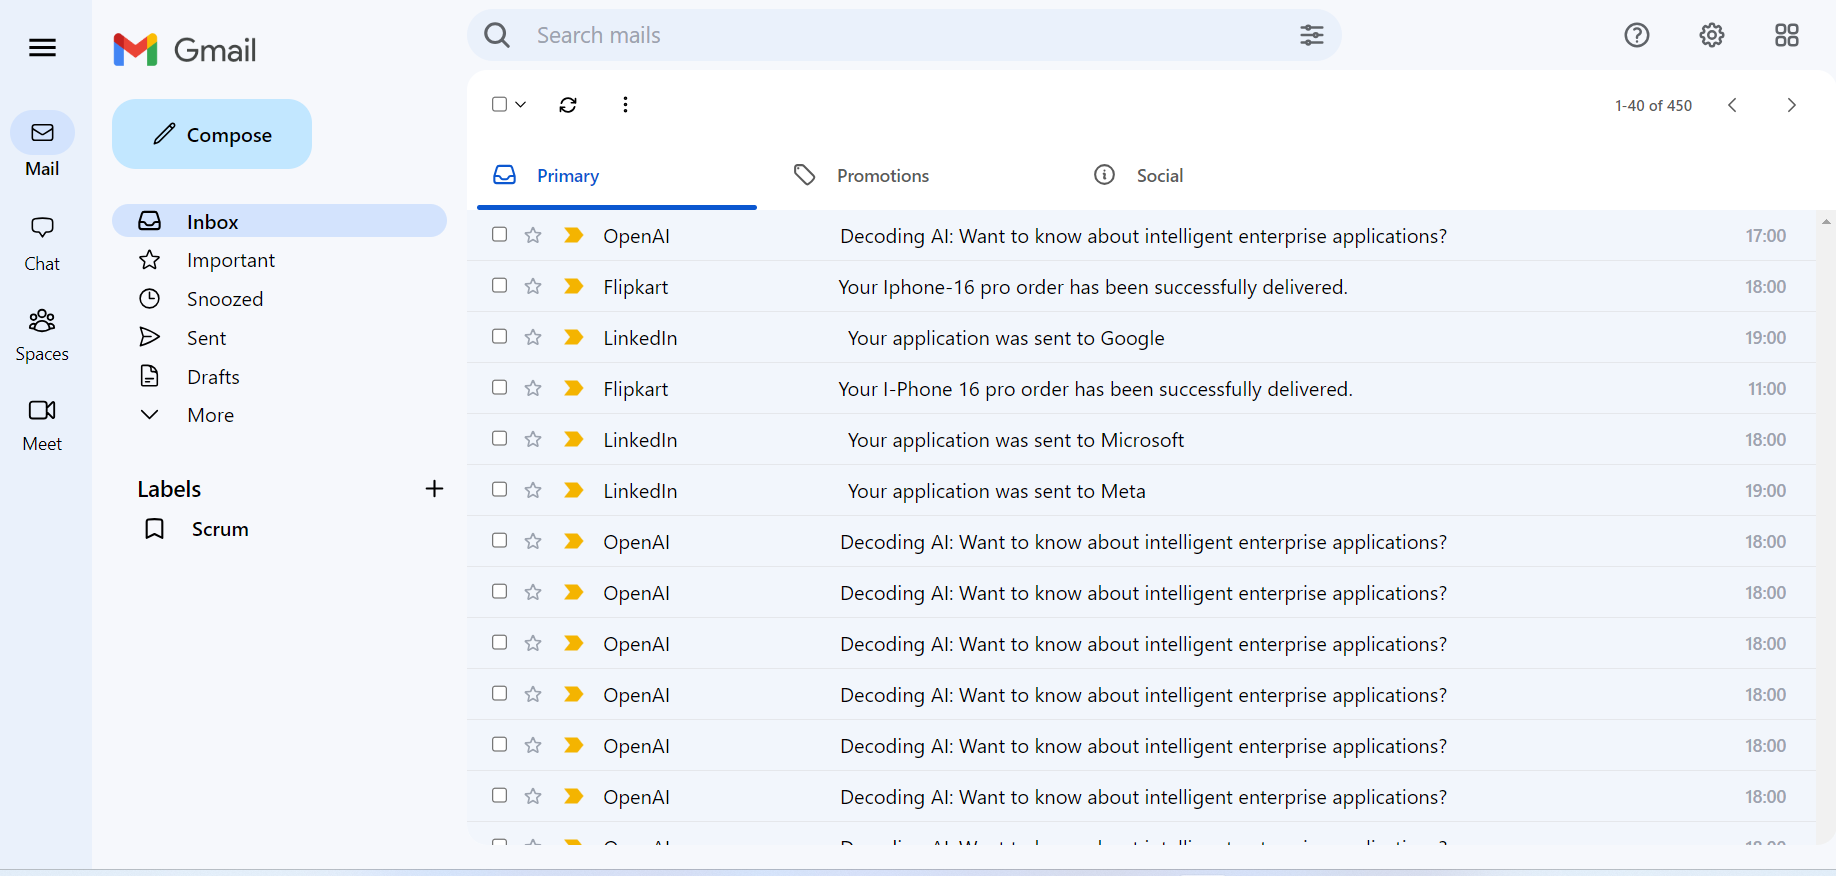 Gmail
Search mails
Compose
1-40 of 450
Mail
Chat
Spaces
Meet
Inbox
Important
Snoozed
Sent
Drafts
More
Labels
Scrum
Primary Promotions Social
OpenAI Decoding AI: Want to know about intelligent enterprise applications? 17:00
Flipkart Your Iphone-16 pro order has been successfully delivered. 18:00
LinkedIn Your application was sent to Google 19:00
Flipkart Your I-Phone 16 pro order has been successfully delivered. 11:00
LinkedIn Your application was sent to Microsoft 18:00
LinkedIn Your application was sent to Meta 19:00
OpenAI Decoding AI: Want to know about intelligent enterprise applications? 18:00
OpenAI Decoding AI: Want to know about intelligent enterprise applications? 18:00
OpenAI Decoding AI: Want to know about intelligent enterprise applications? 18:00
OpenAI Decoding AI: Want to know about intelligent enterprise applications? 18:00
OpenAI Decoding AI: Want to know about intelligent enterprise applications? 18:00
OpenAI Decoding AI: Want to know about intelligent enterprise applications? 18:00